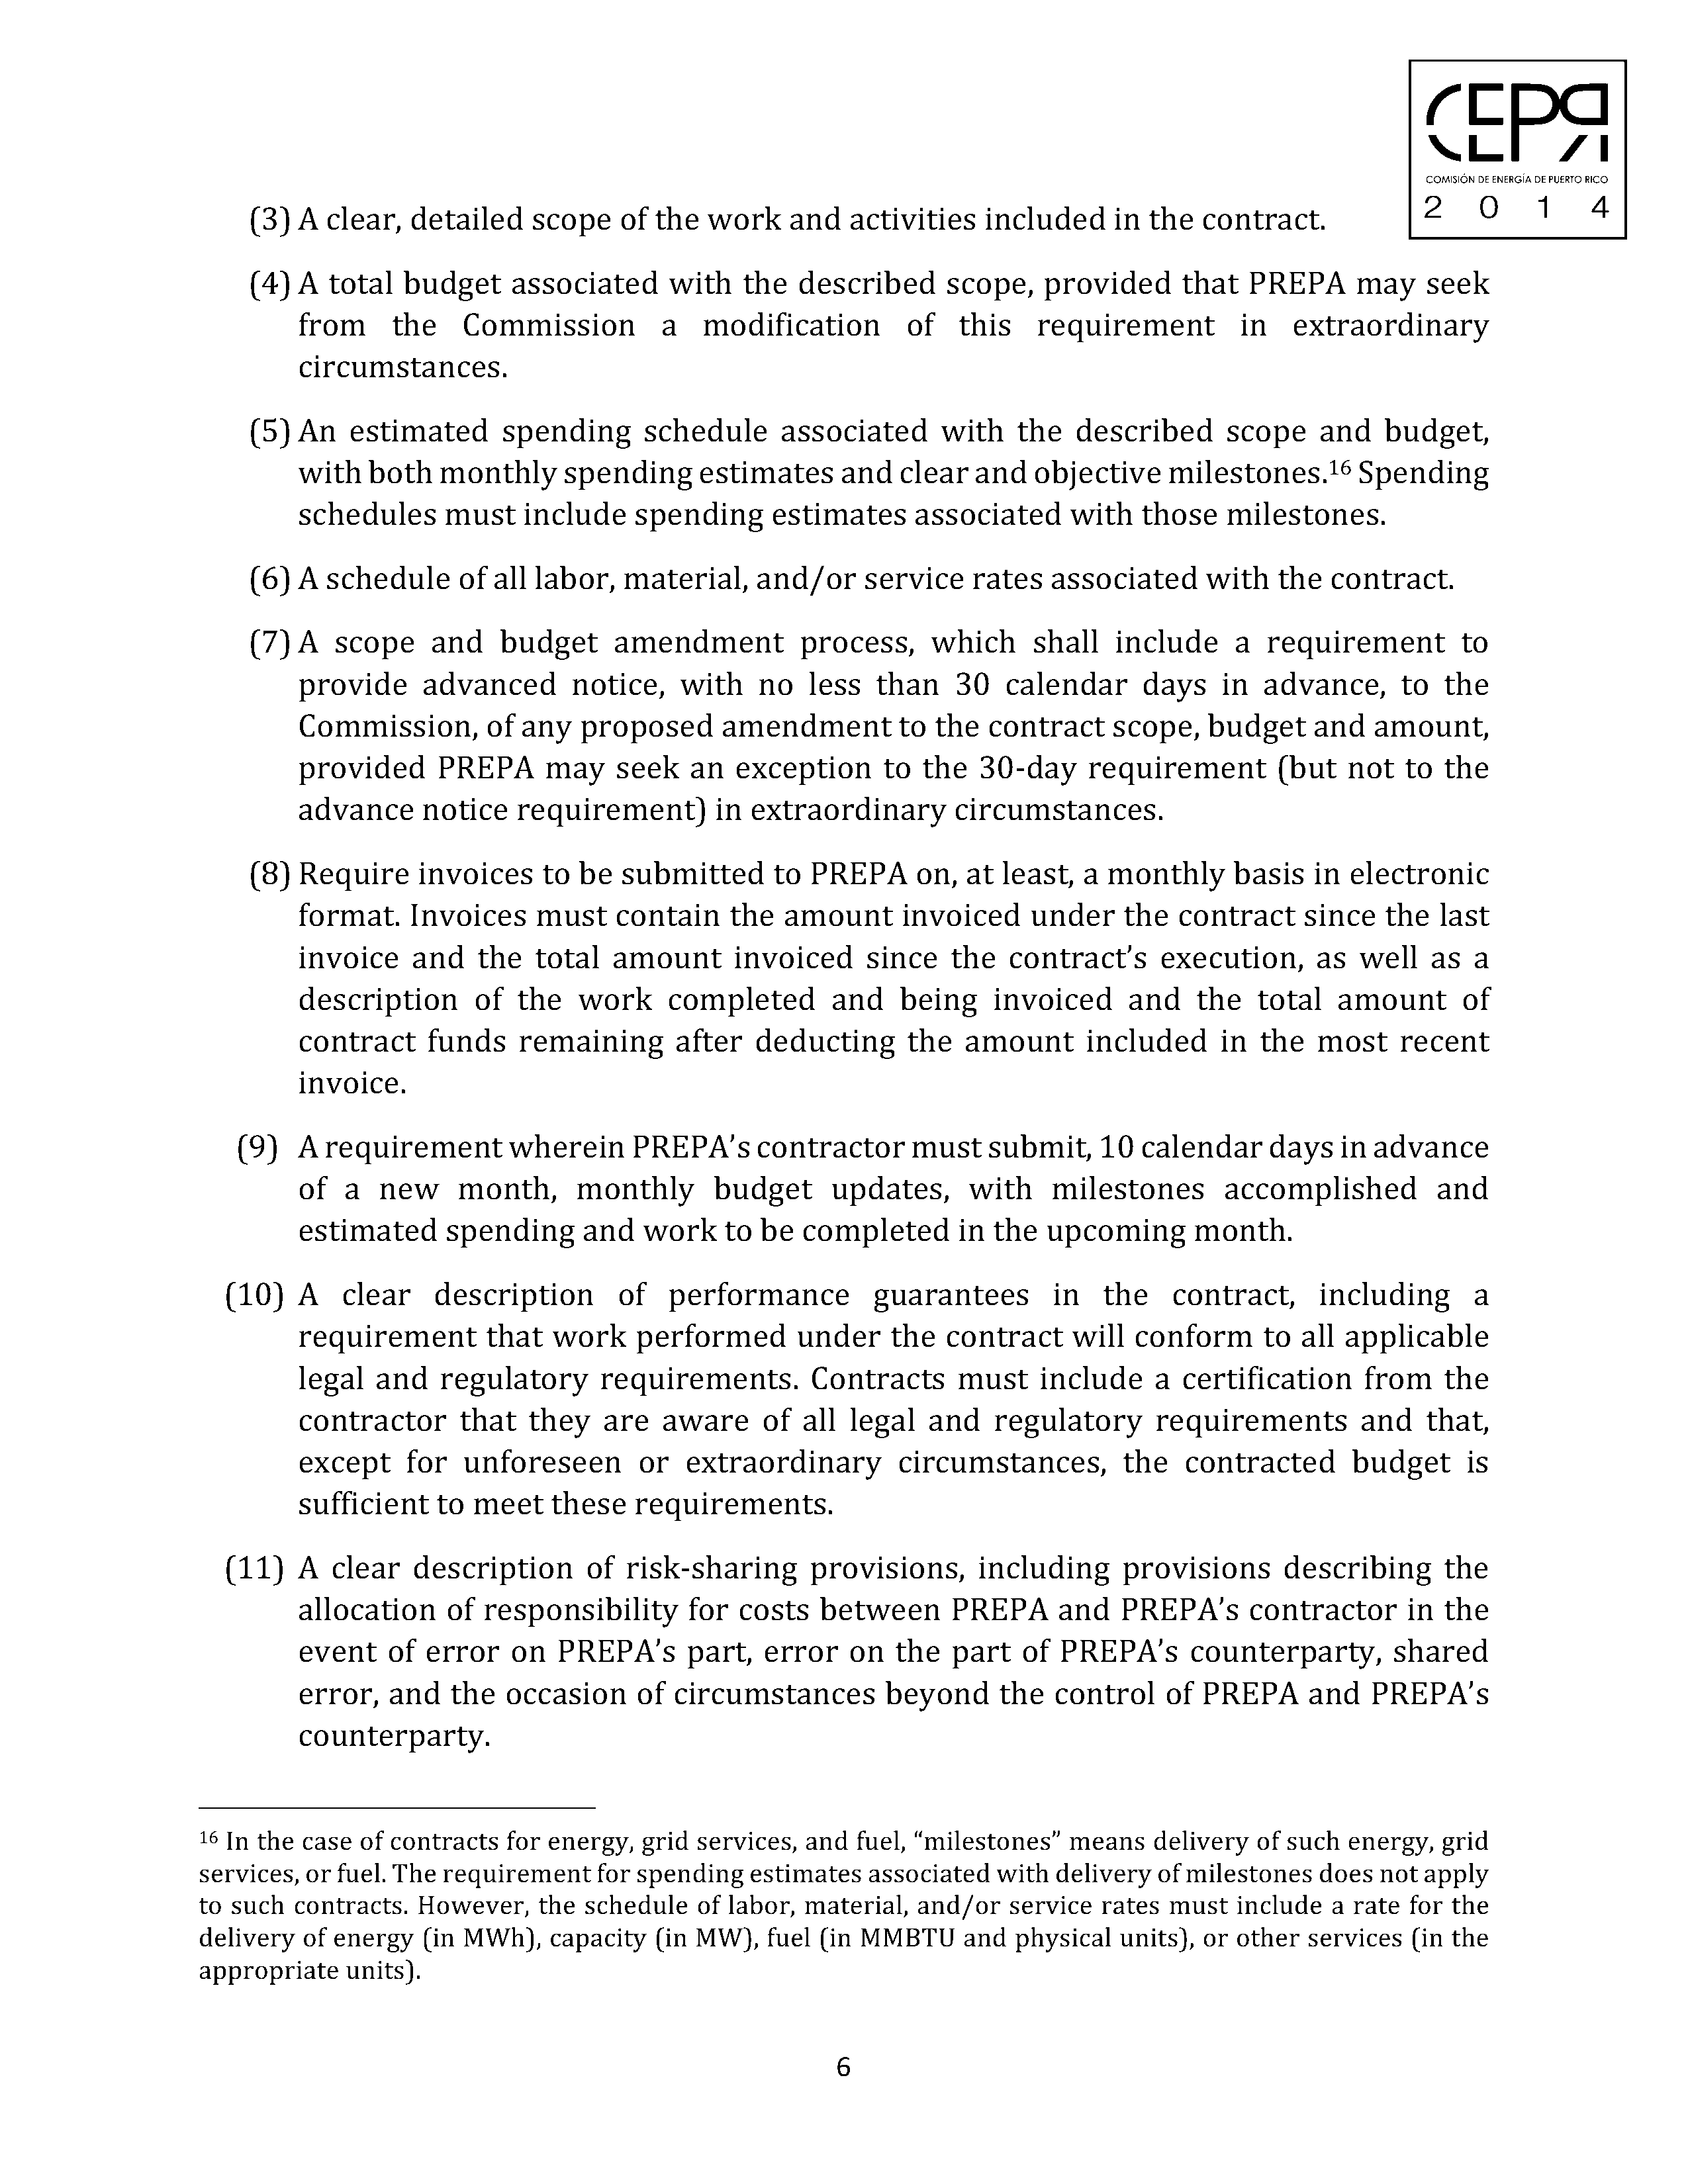 CEPR
COMISIÓN DE ENERGÍA DE PUERTO RICO
2 0 1 4
(3) A clear, detailed scope of the work and activities included in the contract.
(4) A total budget associated with the described scope, provided that PREPA may seek
from the Commission a modification of this requirement in extraordinary
circumstances.
(5) An estimated spending schedule associated with the described scope and budget,
with both monthly spending estimates and clear and objective milestones.16 Spending
schedules must include spending estimates associated with those milestones.
(6) A schedule of all labor, material, and/or service rates associated with the contract.
(7) A scope and budget amendment process, which shall include a requirement to
provide advanced notice, with no less than 30 calendar days in advance, to the
Commission, of any proposed amendment to the contract scope, budget and amount,
provided PREPA may seek an exception to the 30-day requirement (but not to the
advance notice requirement) in extraordinary circumstances.
(8) Require invoices to be submitted to PREPA on, at least, a monthly basis in electronic
format. Invoices must contain the amount invoiced under the contract since the last
invoice and the total amount invoiced since the contract’s execution, as well as a
description of the work completed and being invoiced and the total amount of
contract funds remaining after deducting the amount included in the most recent
invoice.
(9) A requirement wherein PREPA’s contractor must submit, 10 calendar days in advance
of a new month, monthly budget updates, with milestones accomplished and
estimated spending and work to be completed in the upcoming month.
(10) A clear description of performance guarantees in the contract, including a
requirement that work performed under the contract will conform to all applicable
legal and regulatory requirements. Contracts must include a certification from the
contractor that they are aware of all legal and regulatory requirements and that,
except for unforeseen or extraordinary circumstances, the contracted budget is
sufficient to meet these requirements.
(11) A clear description of risk-sharing provisions, including provisions describing the
allocation of responsibility for costs between PREPA and PREPA’s contractor in the
event of error on PREPA’s part, error on the part of PREPA’s counterparty, shared
error, and the occasion of circumstances beyond the control of PREPA and PREPA’s
counterparty.
16 In the case of contracts for energy, grid services, and fuel, “milestones” means delivery of such energy, grid
services, or fuel. The requirement for spending estimates associated with delivery of milestones does not apply
to such contracts. However, the schedule of labor, material, and/or service rates must include a rate for the
delivery of energy (in MWh), capacity (in MW), fuel (in MMBTU and physical units), or other services (in the
appropriate units).
6